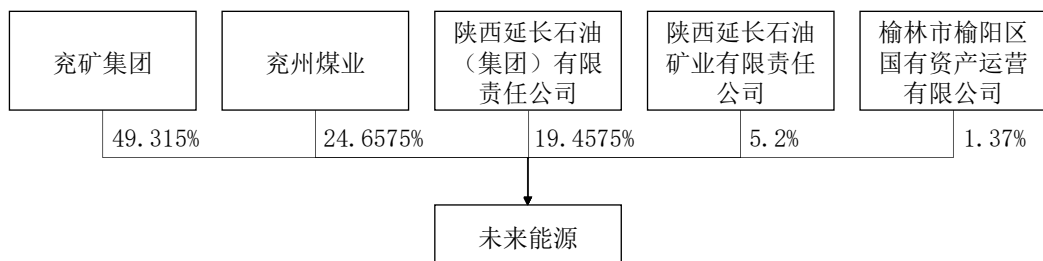 兖矿集团
兖州煤业
陕西延长石油
（集团）有限
责任公司
陕西延长石油
矿业有限责任
公司
榆林市榆阳区
国有资产运营
有限公司
49.315%
24.6575%
19.4575%
5.2%
1.37%
未来能源